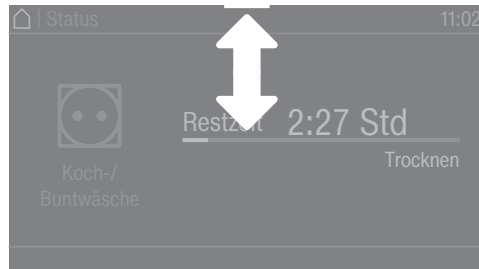 | Status
11:02
Restzeit 2:27 Std
Trocknen
Koch-/
Buntwäsche